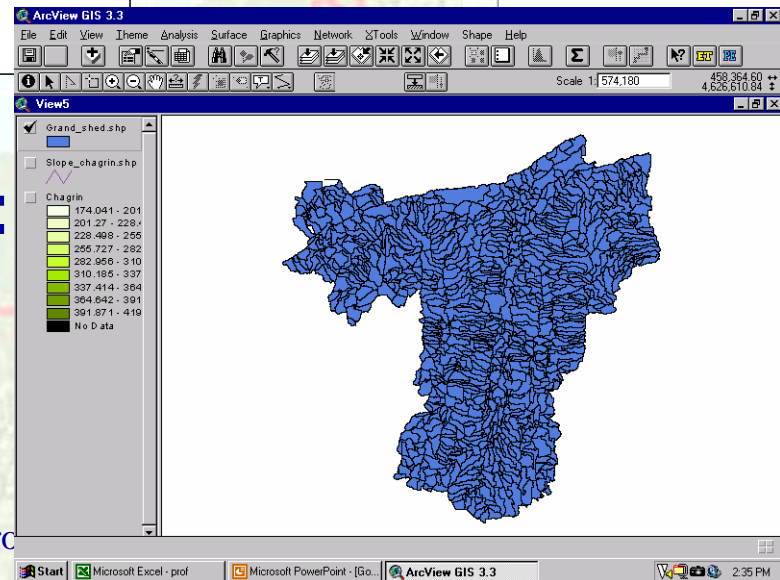 ArcView GIS 3.3
File Edit View Theme Analysis Surface Graphics Network XTools Window Shape Help
Scale 1: 574,180
458,364.60
4,626,610.84
View5
Grand_shed.shp
Slope_chagrin.shp
Chagrin
174.041 - 201
201.27 - 228.
228.498 - 255
255.727 - 282
282.956 - 310
310.185 - 337
337.414 - 364
364.642 - 391
391.871 - 419
No Data
Start Microsoft Excel - prof Microsoft PowerPoint - [Go... ArcView GIS 3.3 2:35 PM